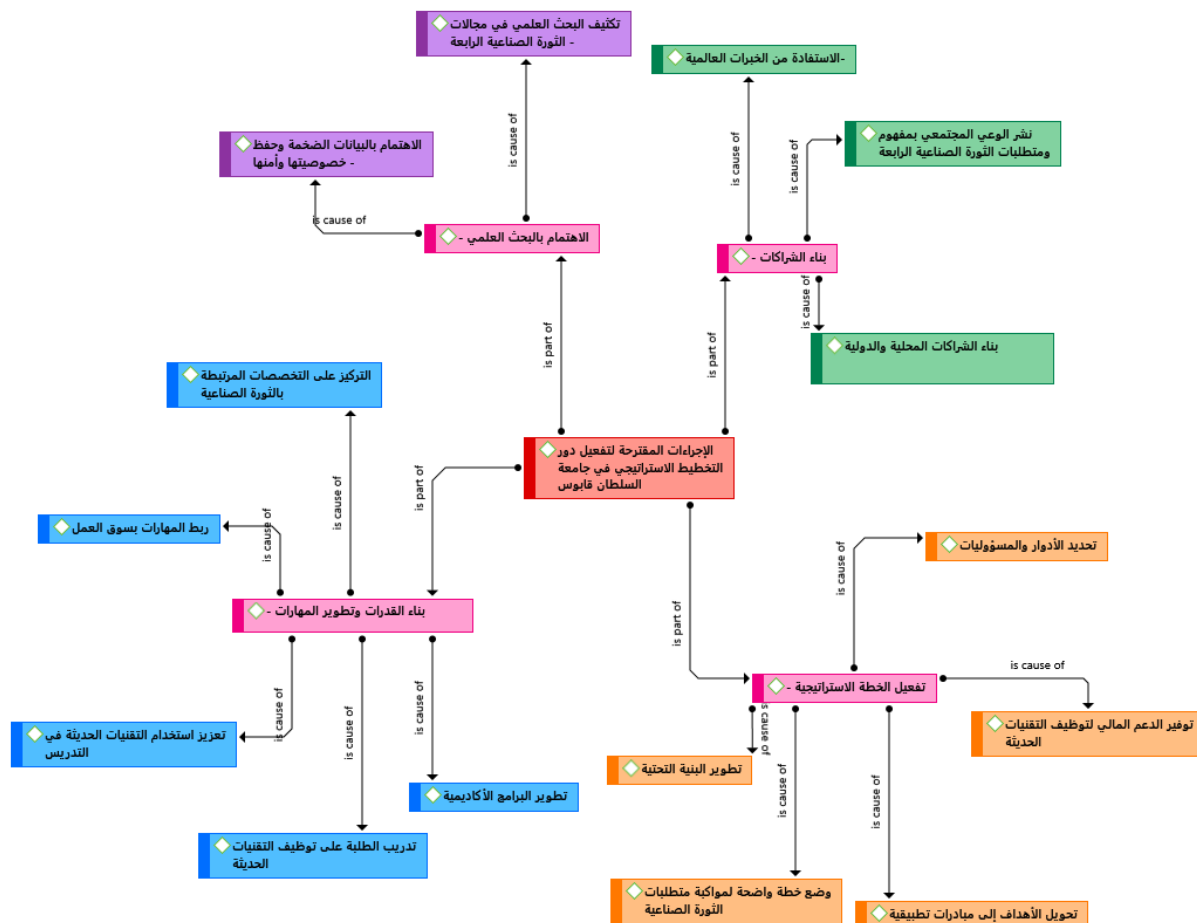 تكثيف البحث العلمي في مجالات
الثورة الصناعية الرابعة -
الاستفادة من الخبرات العالمية-
is cause of
الاهتمام بالبيانات الضخمة وحفظ
خصوصيتها وأمنها -
is cause of
is cause of
نشر الوعي المجتمعي بمفهوم
ومتطلبات الثورة الصناعية الرابعة
is cause of
الاهتمام بالبحث العلمي -
بناء الشراكات -
is cause of
بناء الشراكات المحلية والدولية
is part of
is part of
التركيز على التخصصات المرتبطة
بالثورة الصناعية
الإجراءات المقترحة لتفعيل دور
التخطيط الاستراتيجي في جامعة
السلطان قابوس
is part of
is cause of
ربط المهارات بسوق العمل
is cause of
تحديد الأدوار والمسؤوليات
is cause of
بناء القدرات وتطوير المهارات -
is part of
تفعيل الخطة الاستراتيجية -
is cause of
is cause of
تعزيز استخدام التقنيات الحديثة في
التدريس
is cause of
is cause of
توفير الدعم المالي لتوظيف التقنيات
الحديثة
is cause of
تطوير البنية التحتية
تطوير البرامج الأكاديمية
is cause of
is cause of
is cause of
تدريب الطلبة على توظيف التقنيات
الحديثة
وضع خطة واضحة لمواكبة متطلبات
الثورة الصناعية
تحويل الأهداف إلى مبادرات تطبيقية